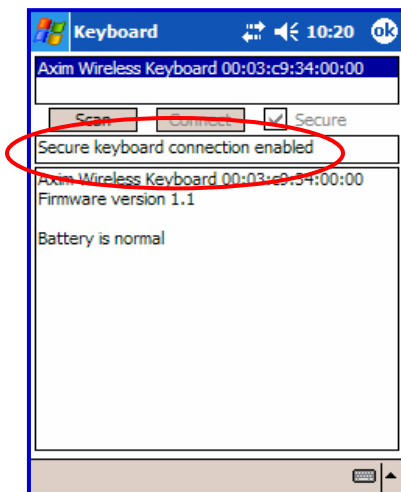 Keyboard 10:20 ok
Axim Wireless Keyboard 00:03:c9:34:00:00
Scan Connect Secure
Secure keyboard connection enabled
Axim Wireless Keyboard 00:03:c9:34:00:00
Firmware version 1.1
Battery is normal